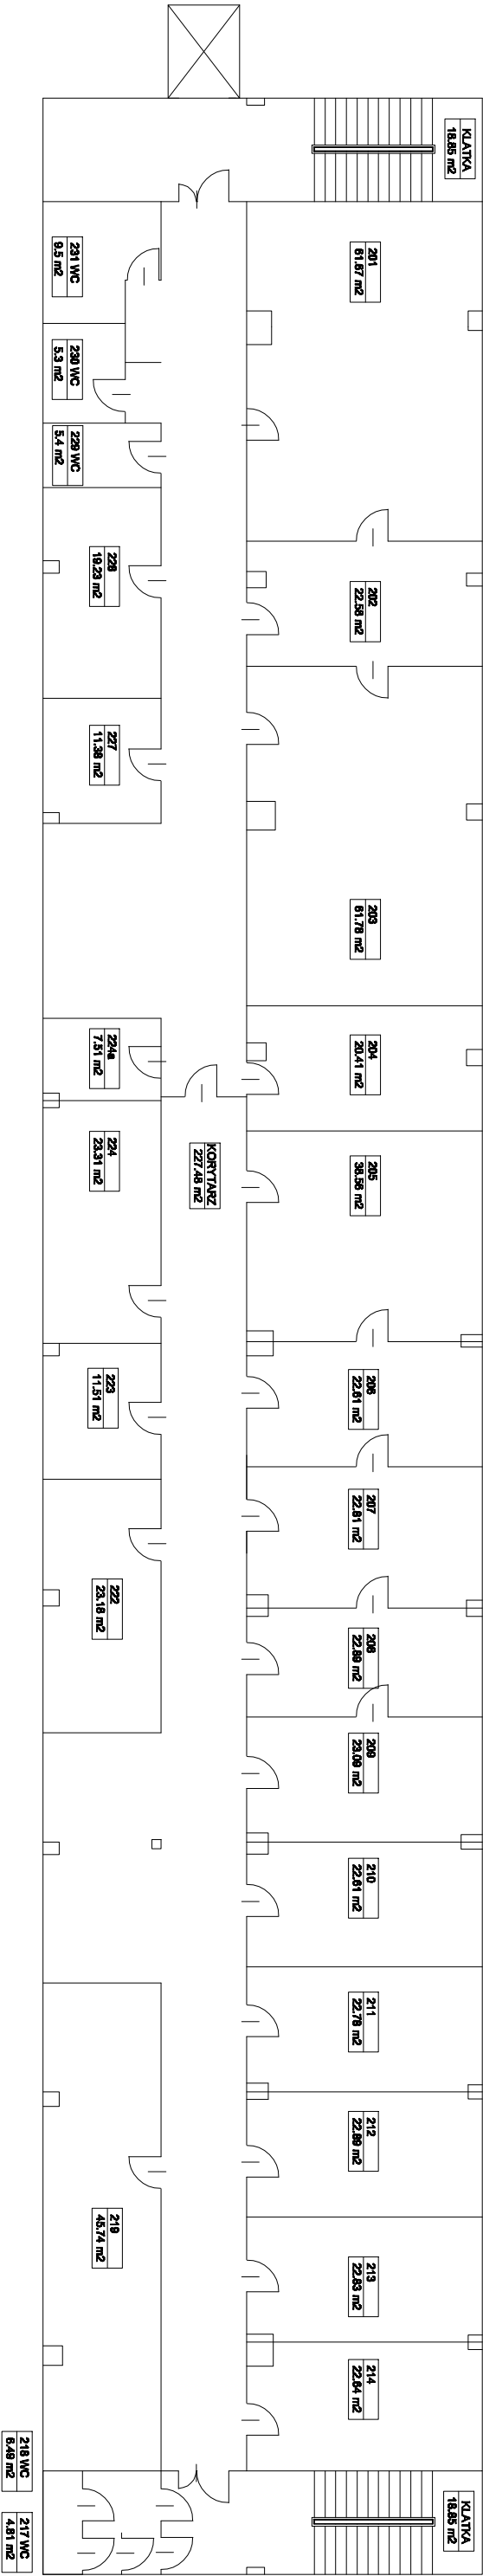 KLATKA
18.85 m2
201
61.67 m2
202
22.58 m2
203
61.78 m2
204
20.41 m2
205
38.56 m2
206
22.61 m2
207
22.81 m2
208
22.89 m2
209
23.09 m2
210
22.61 m2
211
22.78 m2
212
22.89 m2
213
22.83 m2
214
22.64 m2
KLATKA
18.85 m2
KORYTARZ
227.48 m2
231 WC
9.5 m2
230 WC
5.3 m2
229 WC
5.4 m2
228
19.23 m2
227
11.38 m2
224a
7.51 m2
224
23.31 m2
223
11.51 m2
222
23.18 m2
219
45.74 m2
218 WC
6.49 m2
217 WC
4.81 m2